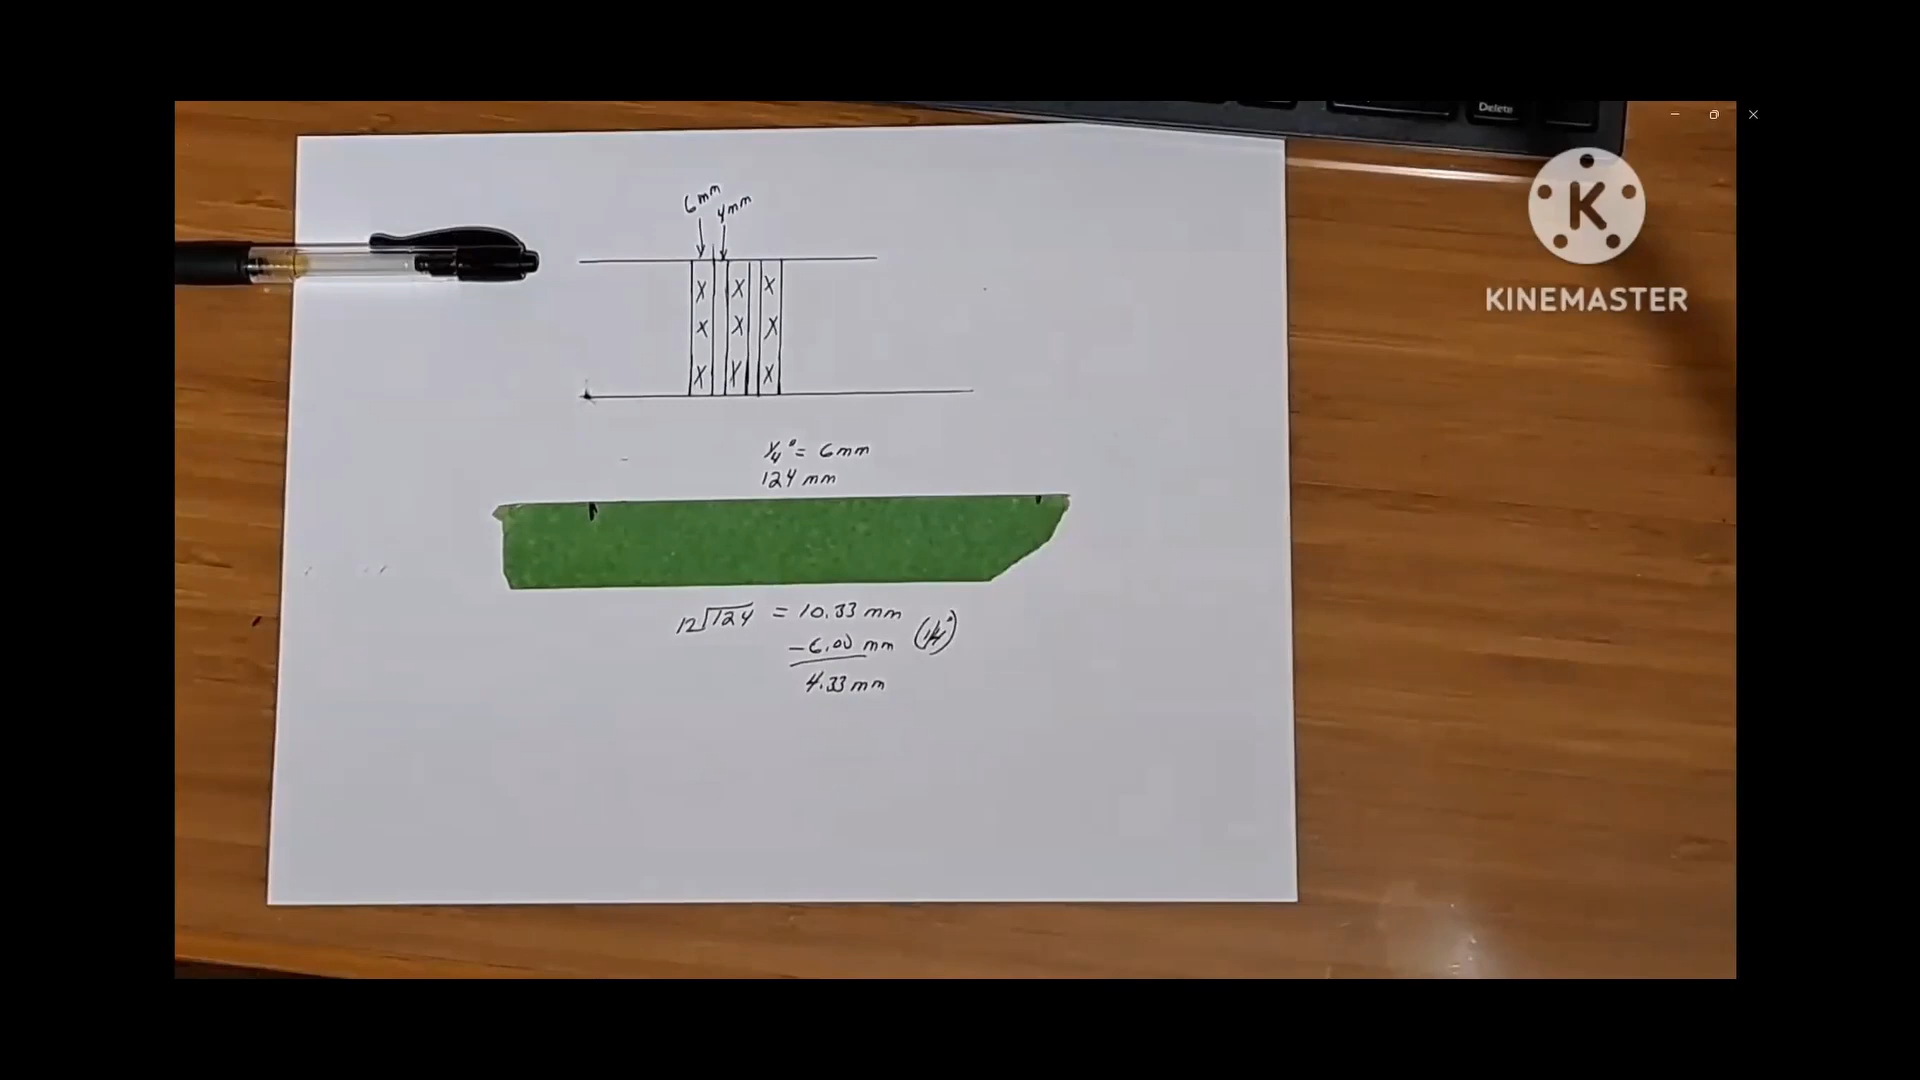 Delete
K
KINEMASTER
6mm
4mm
X X X
X X X
X X X
1/4" = 6mm
124 mm
12√124 = 10.33 mm
-6.00 mm (1/4")
4.33 mm